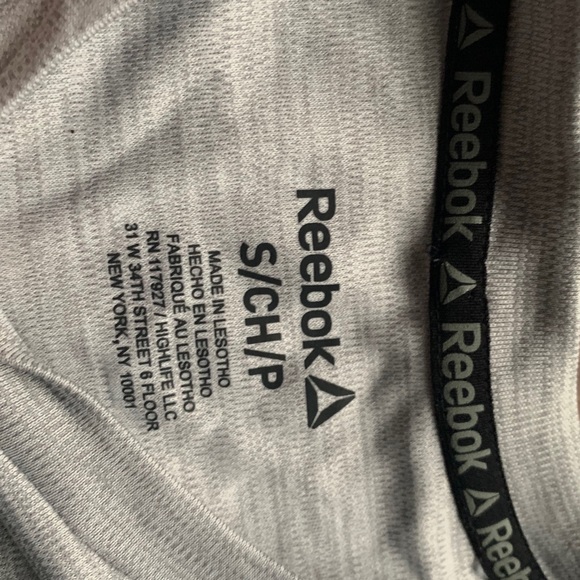 Reebok
S/CH/P
MADE IN LESOTHO
HECHO EN LESOTHO
FABRIQUÉ AU LESOTHO
RN 117927 / HIGHLIFE LLC
31 W 34TH STREET 6 FLOOR
NEW YORK, NY 10001
Reebok Reebok Reebok